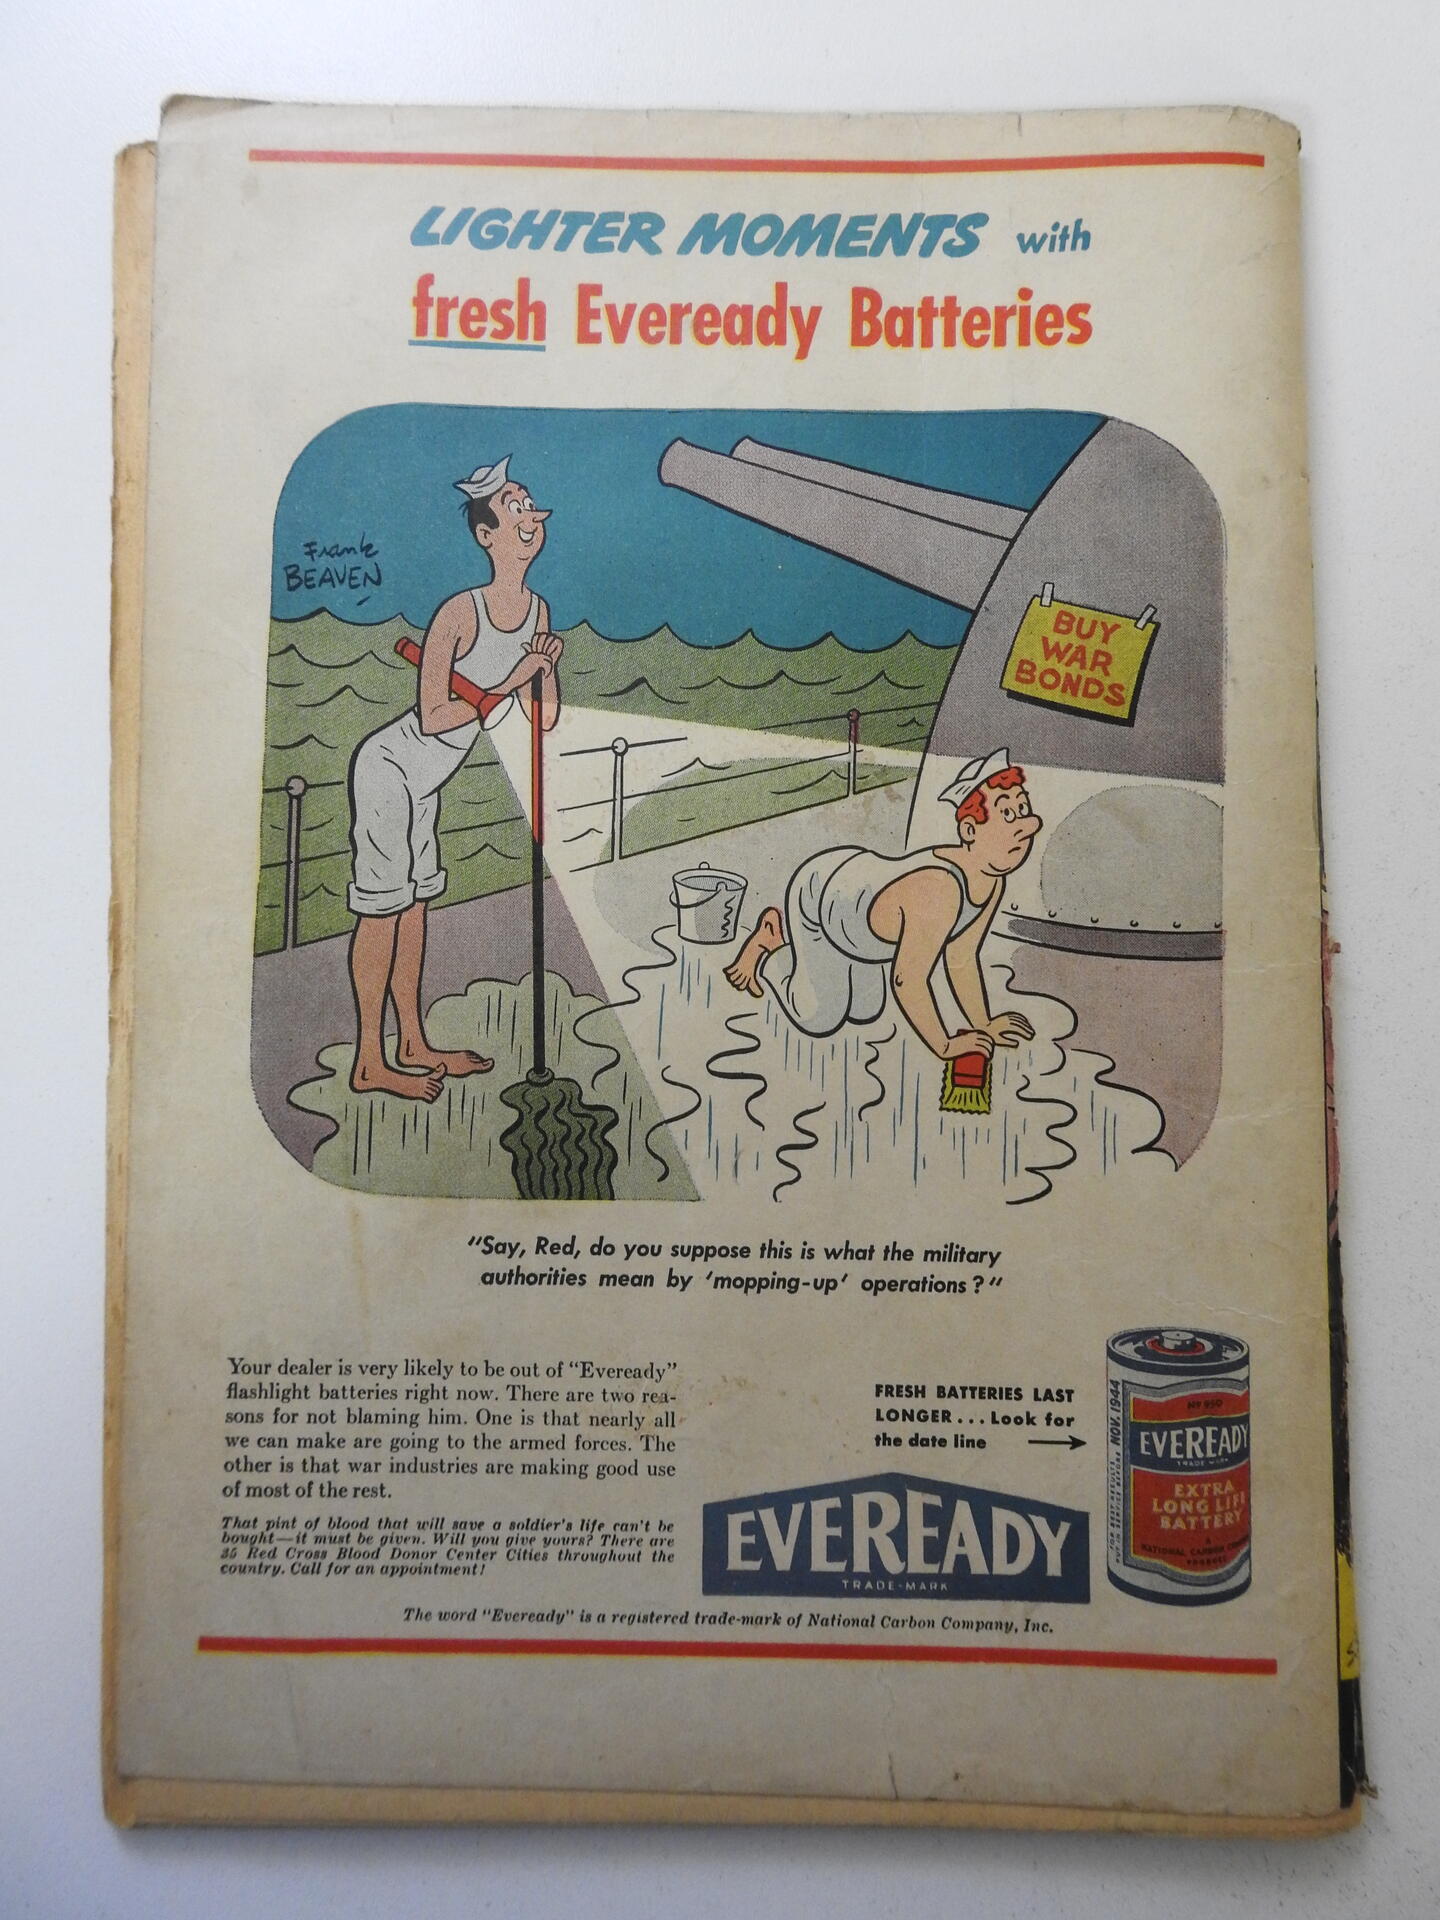 LIGHTER MOMENTS with
fresh Eveready Batteries
Frank
BEAVEN
BUY
WAR
BONDS
"Say, Red, do you suppose this is what the military
authorities mean by 'mopping-up' operations?"
Your dealer is very likely to be out of "Eveready"
flashlight batteries right now. There are two rea-
sons for not blaming him. One is that nearly all
we can make are going to the armed forces. The
other is that war industries are making good use
of most of the rest.
That pint of blood that will save a soldier's life can't be
bought—it must be given. Will you give yours? There are
35 Red Cross Blood Donor Center Cities throughout the
country. Call for an appointment!
FRESH BATTERIES LAST
LONGER... Look for
the date line
EVEREADY
TRADE-MARK
NOV. 1944
Nº 950
EVEREADY
TRADE-MARK
EXTRA
LONG LIFE
BATTERY
A
NATIONAL CARBON
PRODUCT
The word "Eveready" is a registered trade-mark of National Carbon Company, Inc.